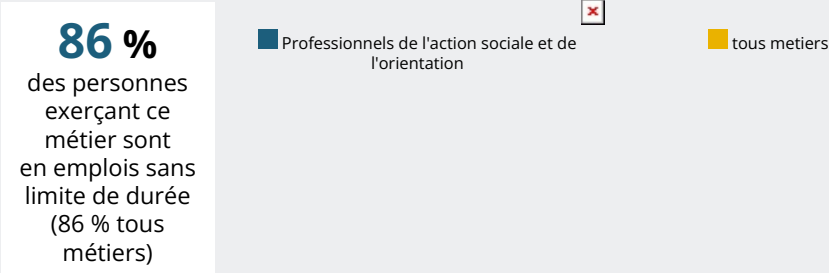 86 %
des personnes
exerçant ce
métier sont
en emplois sans
limite de durée
(86 % tous
métiers)
Professionnels de l'action sociale et de
l'orientation
tous metiers